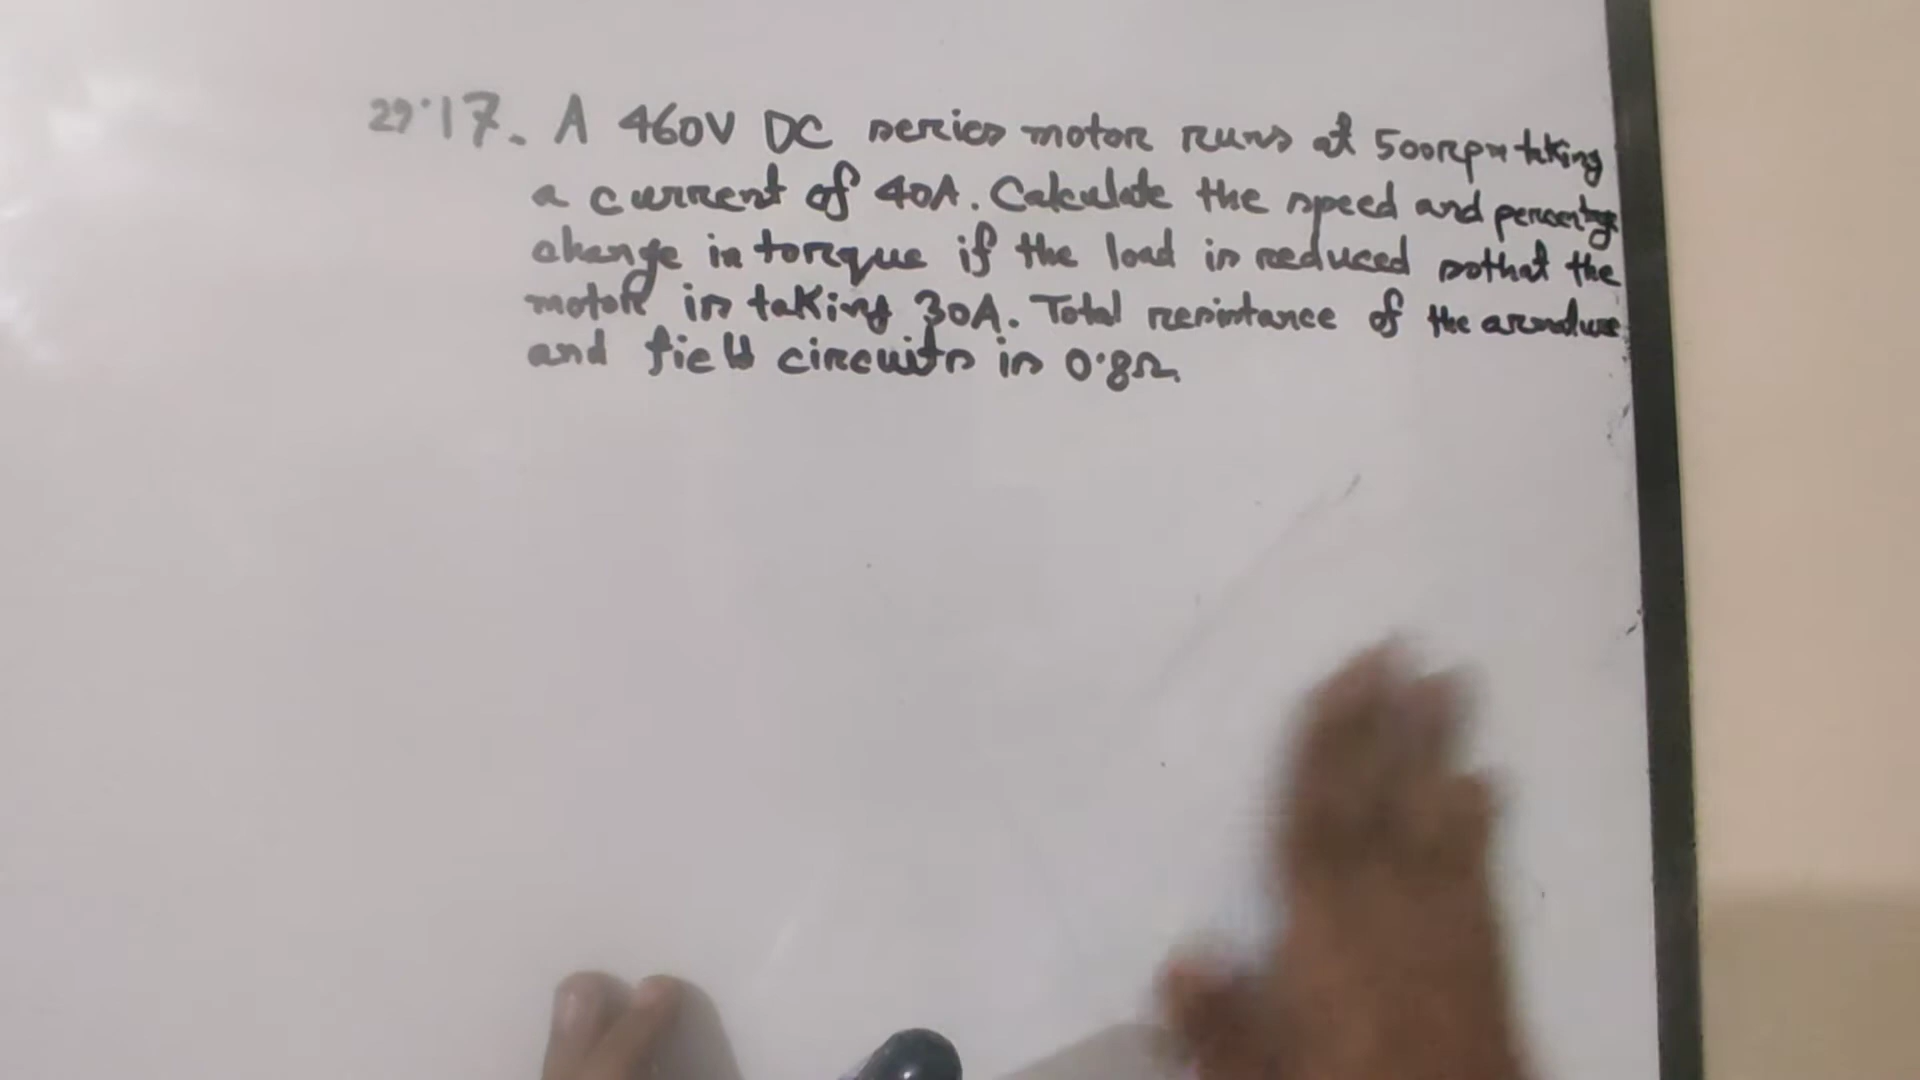 29.17. A 460V DC series motor runs at 500rpm taking
a current of 40A. Calculate the speed and percentage
change in torque if the load is reduced so that the
motor is taking 30A. Total resistance of the armature
and field circuits is 0.8Ω.